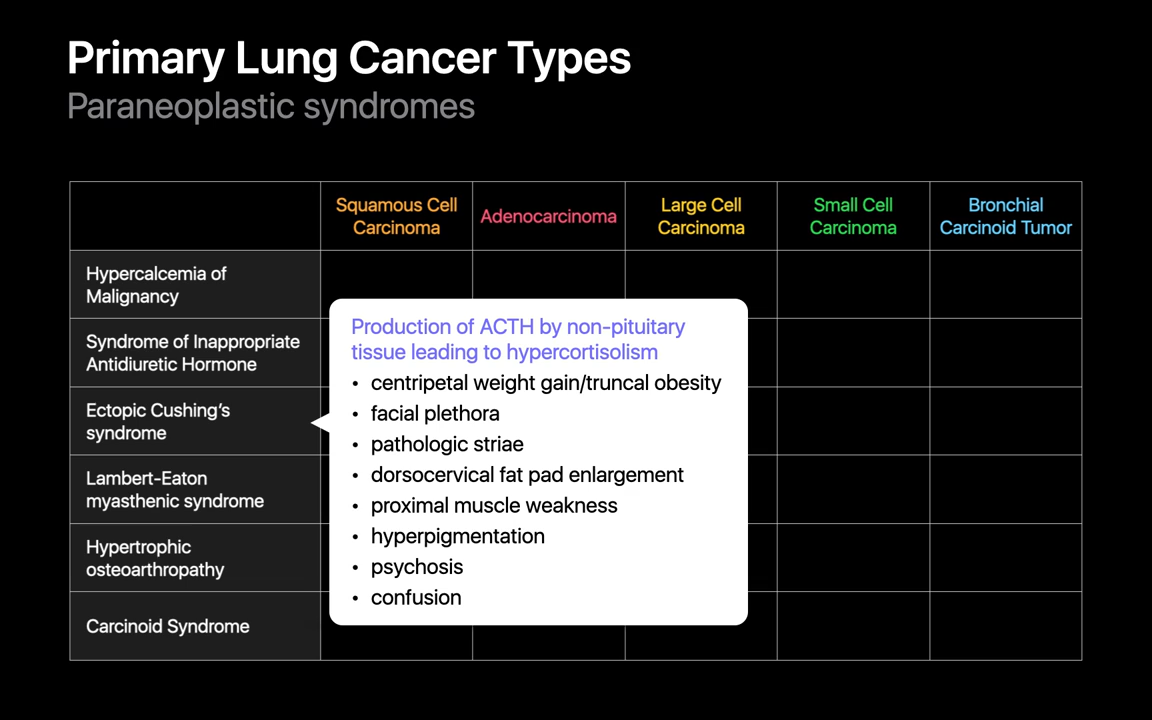 Primary Lung Cancer Types
Paraneoplastic syndromes
Squamous Cell
Carcinoma
Adenocarcinoma
Large Cell
Carcinoma
Small Cell
Carcinoma
Bronchial
Carcinoid Tumor
Hypercalcemia of
Malignancy
Syndrome of Inappropriate
Antidiuretic Hormone
Ectopic Cushing’s
syndrome
Lambert-Eaton
myasthenic syndrome
Hypertrophic
osteoarthropathy
Carcinoid Syndrome
Production of ACTH by non-pituitary
tissue leading to hypercortisolism
• centripetal weight gain/truncal obesity
• facial plethora
• pathologic striae
• dorsocervical fat pad enlargement
• proximal muscle weakness
• hyperpigmentation
• psychosis
• confusion